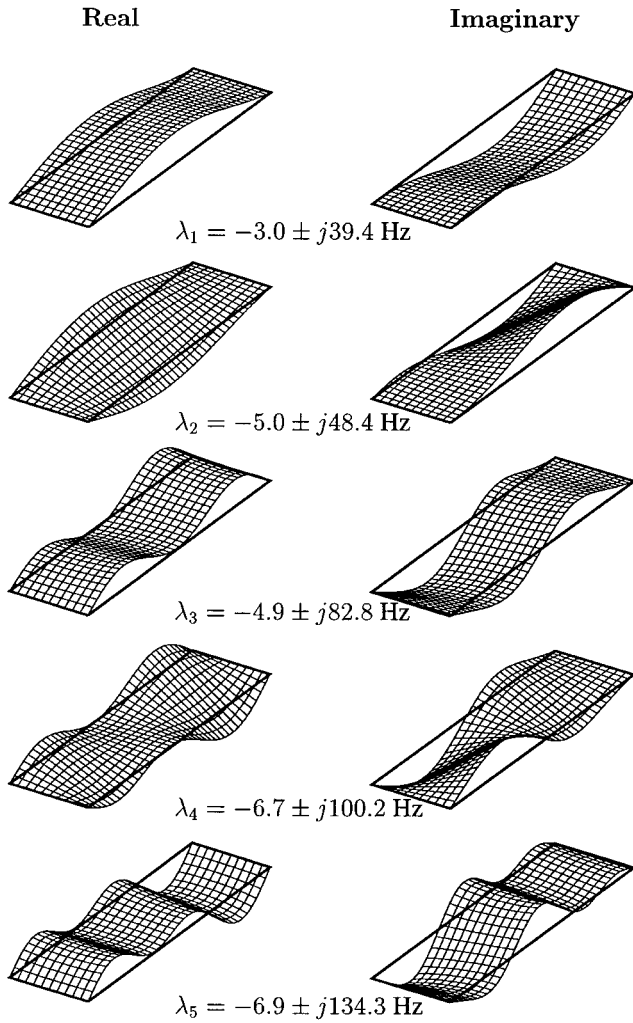 Real Imaginary
λ₁ = −3.0 ± j39.4 Hz
λ₂ = −5.0 ± j48.4 Hz
λ₃ = −4.9 ± j82.8 Hz
λ₄ = −6.7 ± j100.2 Hz
λ₅ = −6.9 ± j134.3 Hz